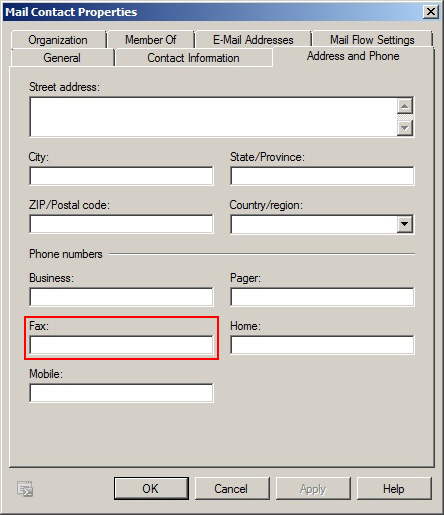 Mail Contact Properties
Organization Member Of E-Mail Addresses Mail Flow Settings
General Contact Information Address and Phone
Street address:
City: State/Province:
ZIP/Postal code: Country/region:
Phone numbers
Business: Pager:
Fax: Home:
Mobile:
OK Cancel Apply Help